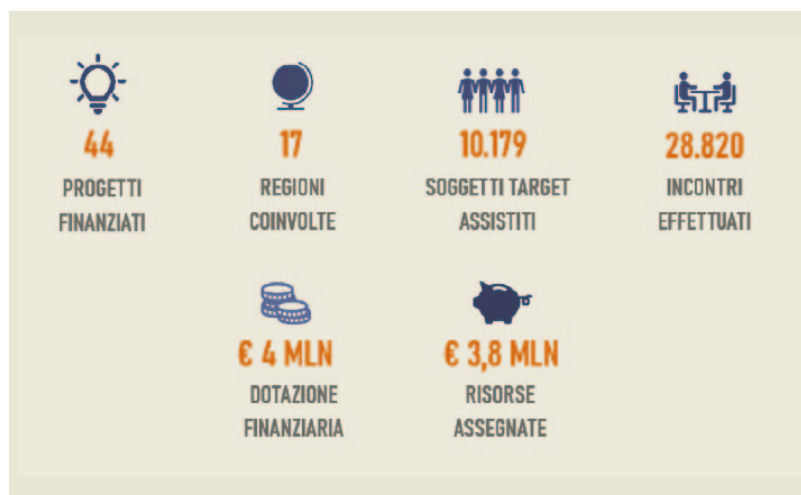 44
PROGETTI
FINANZIATI
17
REGIONI
COINVOLTE
10.179
SOGGETTI TARGET
ASSISTITI
28.820
INCONTRI
EFFETTUATI
€ 4 MLN
DOTAZIONE
FINANZIARIA
€ 3,8 MLN
RISORSE
ASSEGNATE